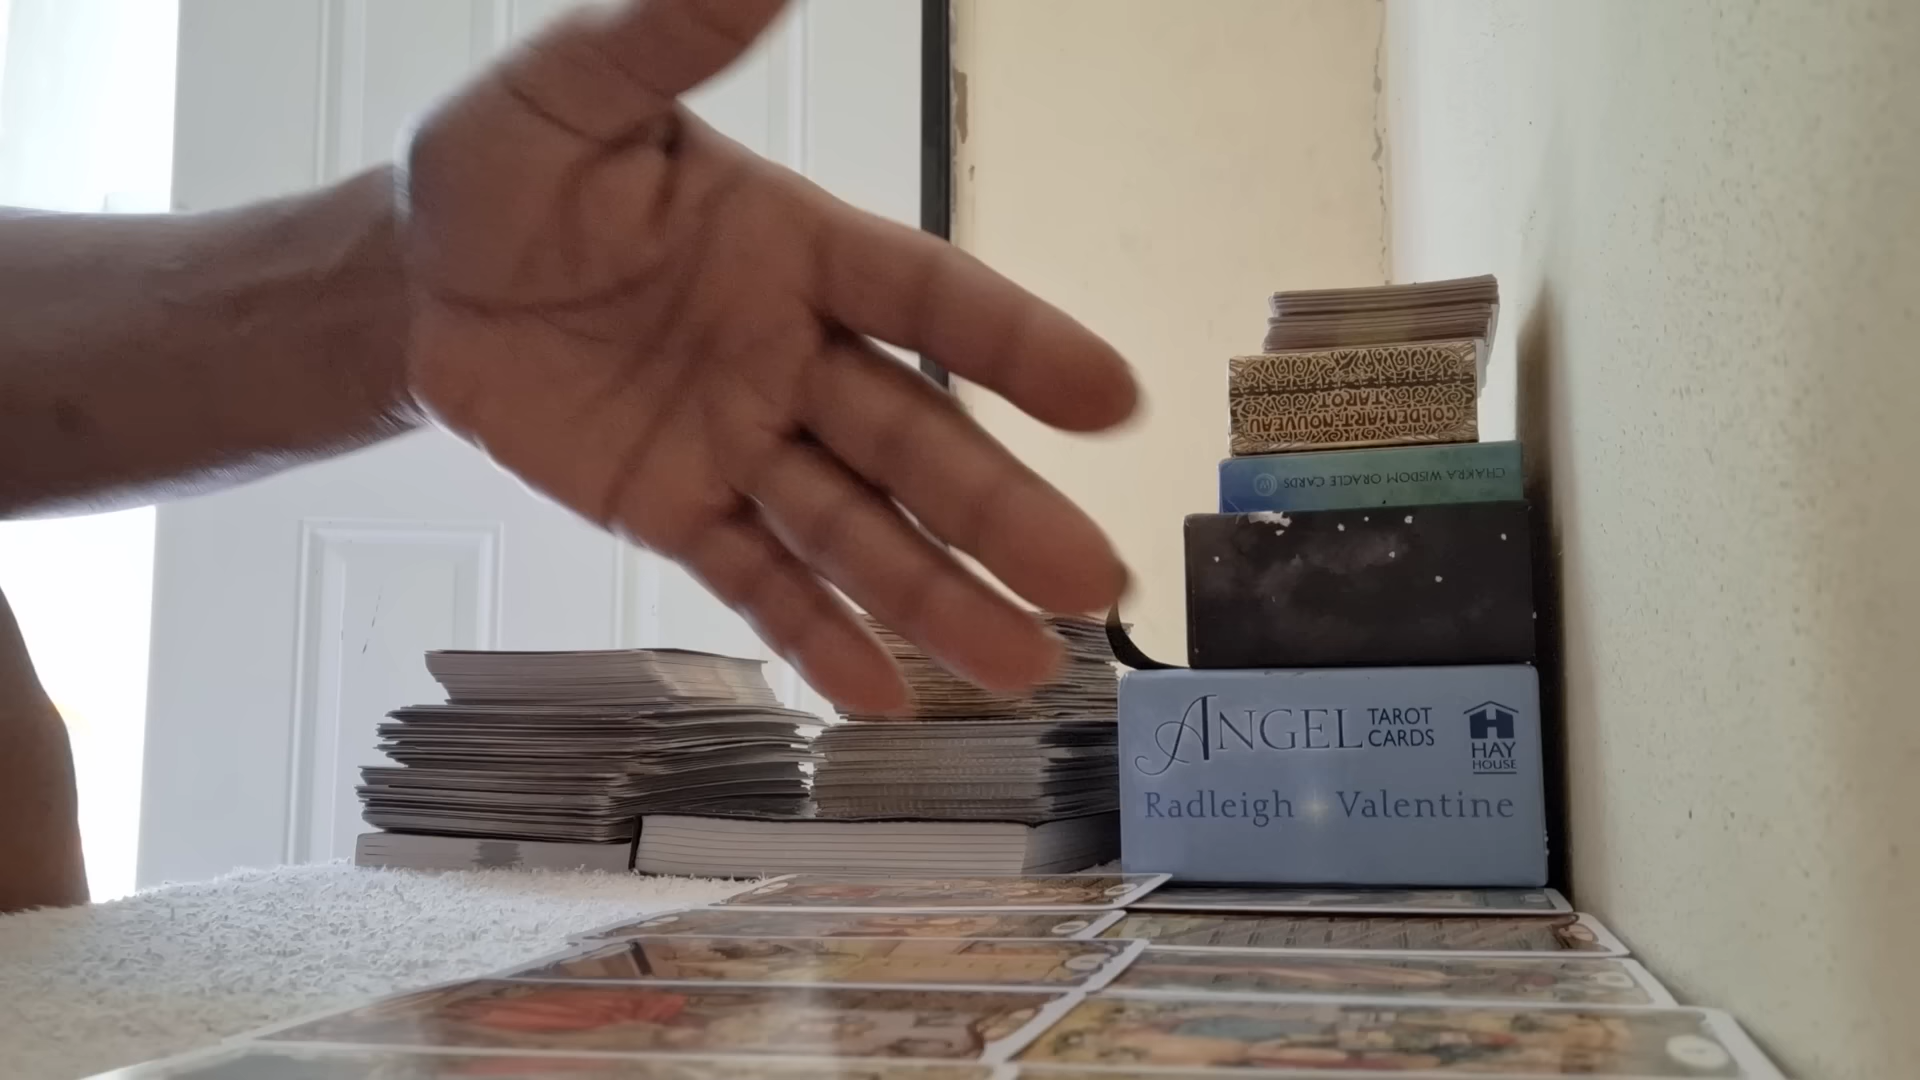 GOLDEN ART NOUVEAU
TAROT
CHAKRA WISDOM ORACLE CARDS
ANGEL TAROT
CARDS
HAY
HOUSE
Radleigh Valentine